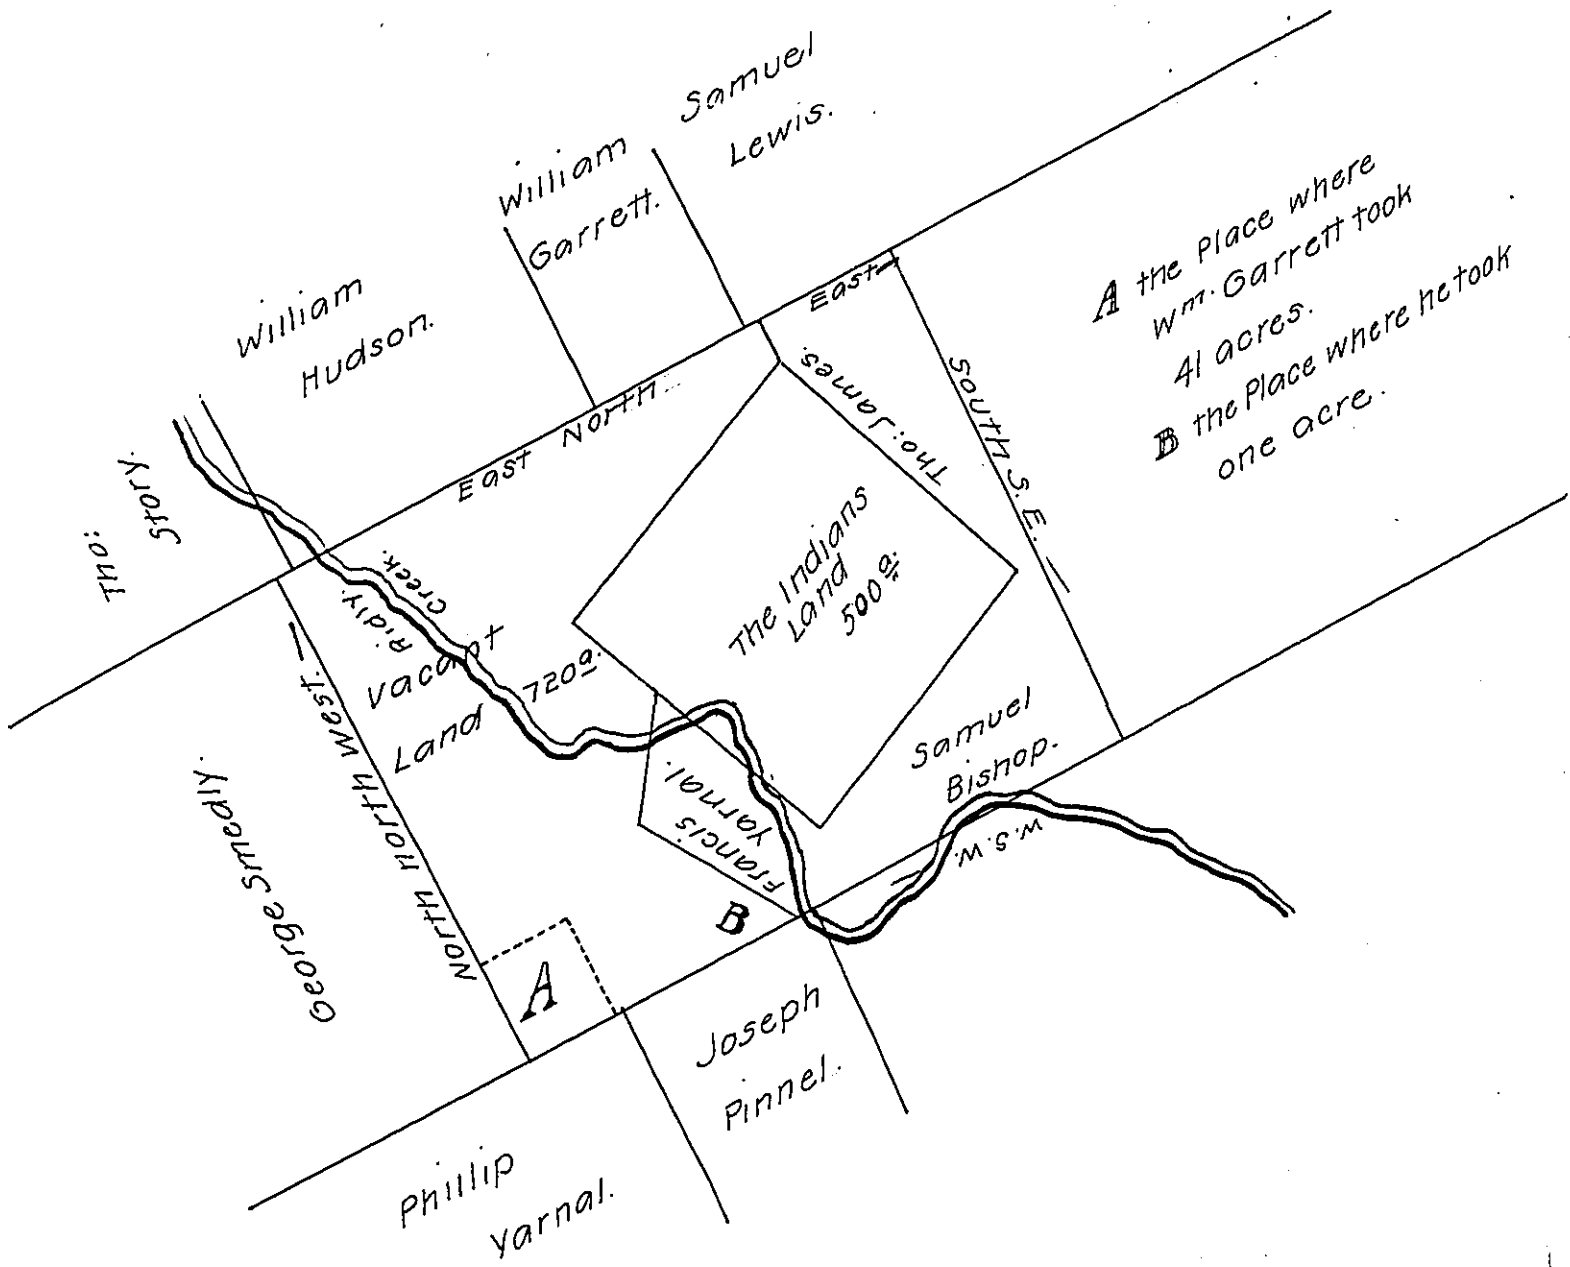 Samuel
Lewis.
William
Garrett.
William
Hudson.
Tho:
Story.
East
East North
A the Place where
Wm. Garrett took
41 acres.
B the Place where he took
one acre.
Tho: James.
South S. E.
The Indians
Land
500 a.
Ridly
Creek.
Vacant
Land 720 a.
North north west.
George Smedly.
Samuel
Bishop.
W.S.W.
Francis
Yarnal.
B
A
Joseph
Pinnel.
Phillip
Yarnal.